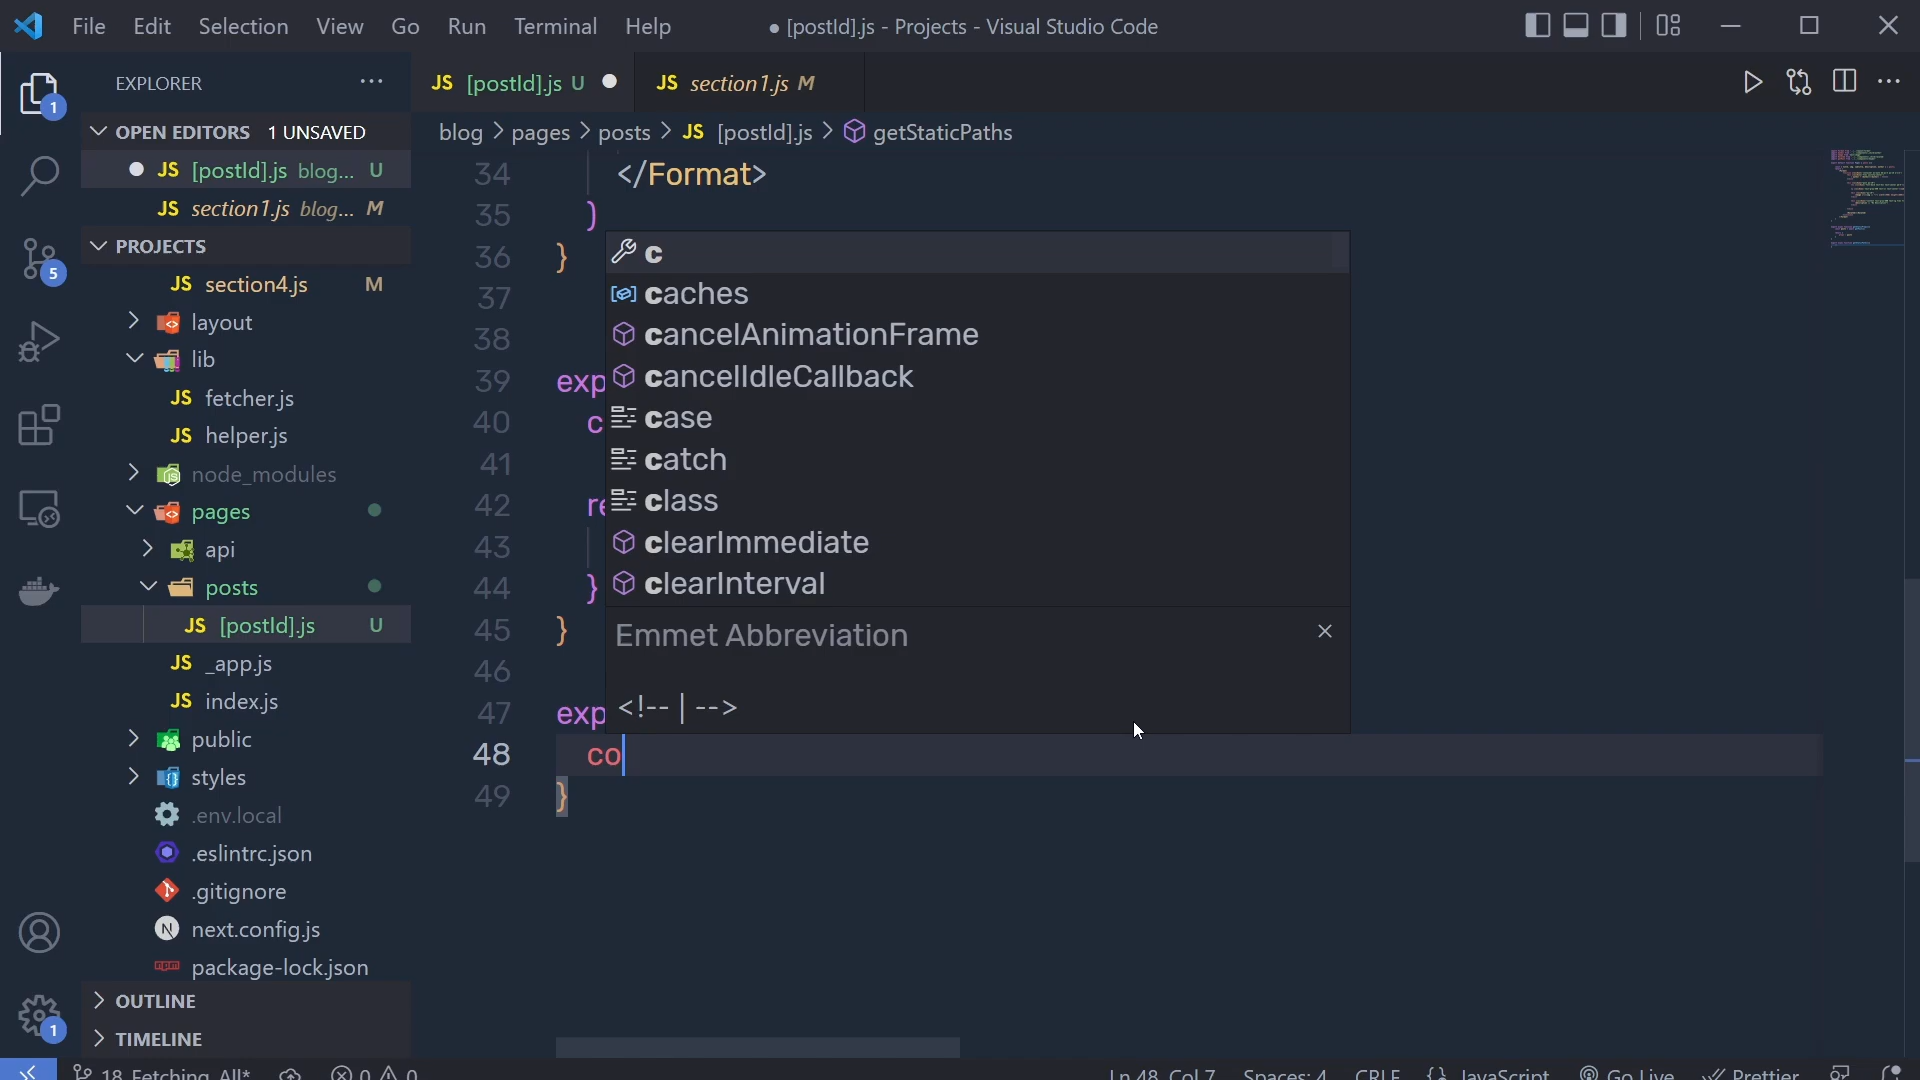 File Edit Selection View Go Run Terminal Help
● [postId].js - Projects - Visual Studio Code
EXPLORER
1
OPEN EDITORS 1 UNSAVED
JS [postId].js blog... U
JS section1.js blog... M
PROJECTS
JS section4.js M
layout
lib
JS fetcher.js
JS helper.js
node_modules
pages
api
posts
JS [postId].js U
JS _app.js
JS index.js
public
styles
.env.local
.eslintrc.json
.gitignore
next.config.js
package-lock.json
OUTLINE
TIMELINE
5
1
JS [postId].js U
JS section1.js M
blog > pages > posts > JS [postId].js > getStaticPaths
34 </Format>
35 )
36 }
37
38
39 exp
40 c
41
42 re
43
44 }
45 }
46
47 exp
48 co
49 }
c
caches
cancelAnimationFrame
cancelIdleCallback
case
catch
class
clearImmediate
clearInterval
Emmet Abbreviation
<!-- | -->
18 Fetching_All* 0 0
Ln 48, Col 7 Spaces: 4 CRLF {} JavaScript Go Live Prettier